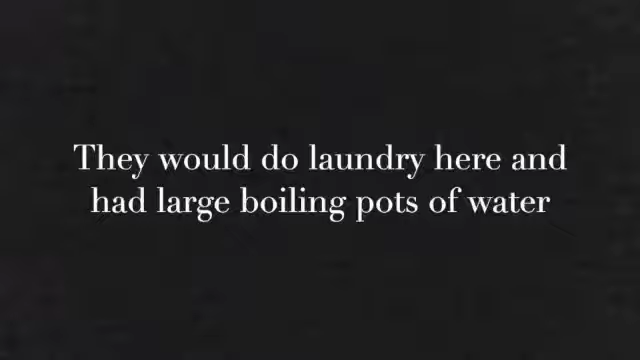 They would do laundry here and
had large boiling pots of water